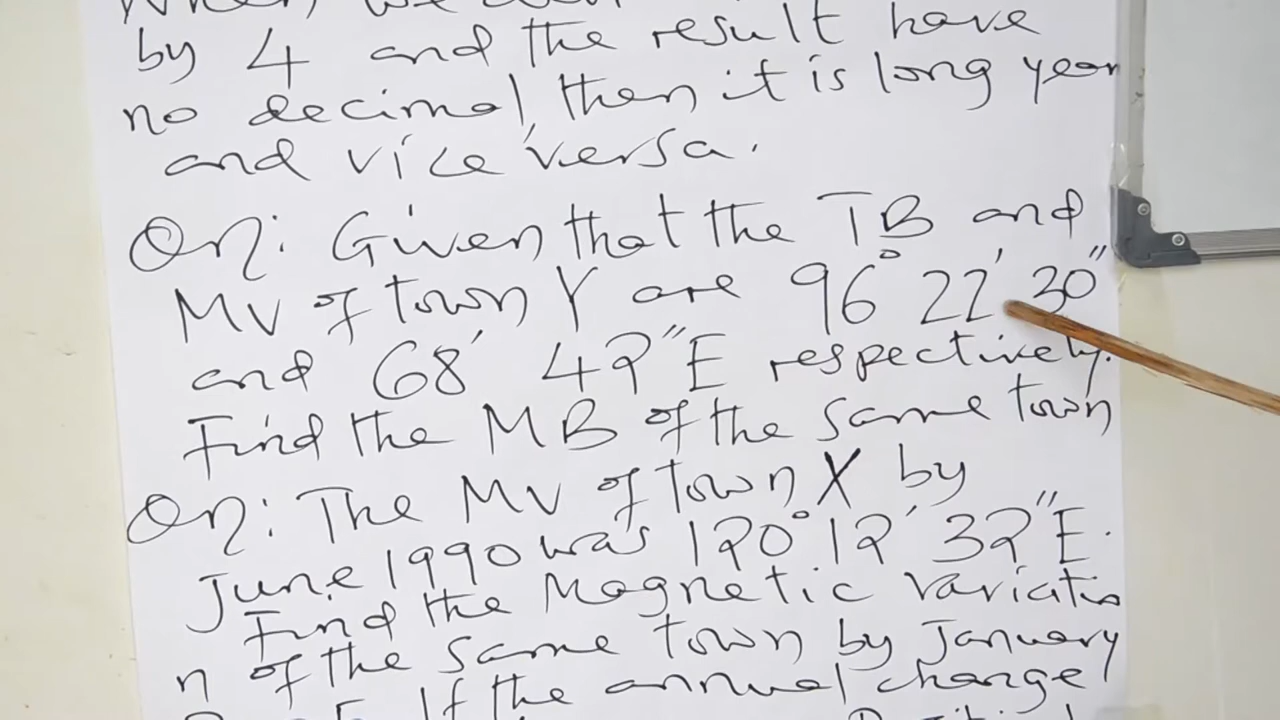 by 4 and the result have
no decimal, then it is long year
and vice versa.
Qn: Given that the TB and
MV of town Y are 96° 22' 30"
and 68' 42" E respectively.
Find the MB of the same town
Qn: The MV of town X by
June 1990 was 120° 12' 32" E.
Find the Magnetic Variatio
n of the same town by January
If the annual change